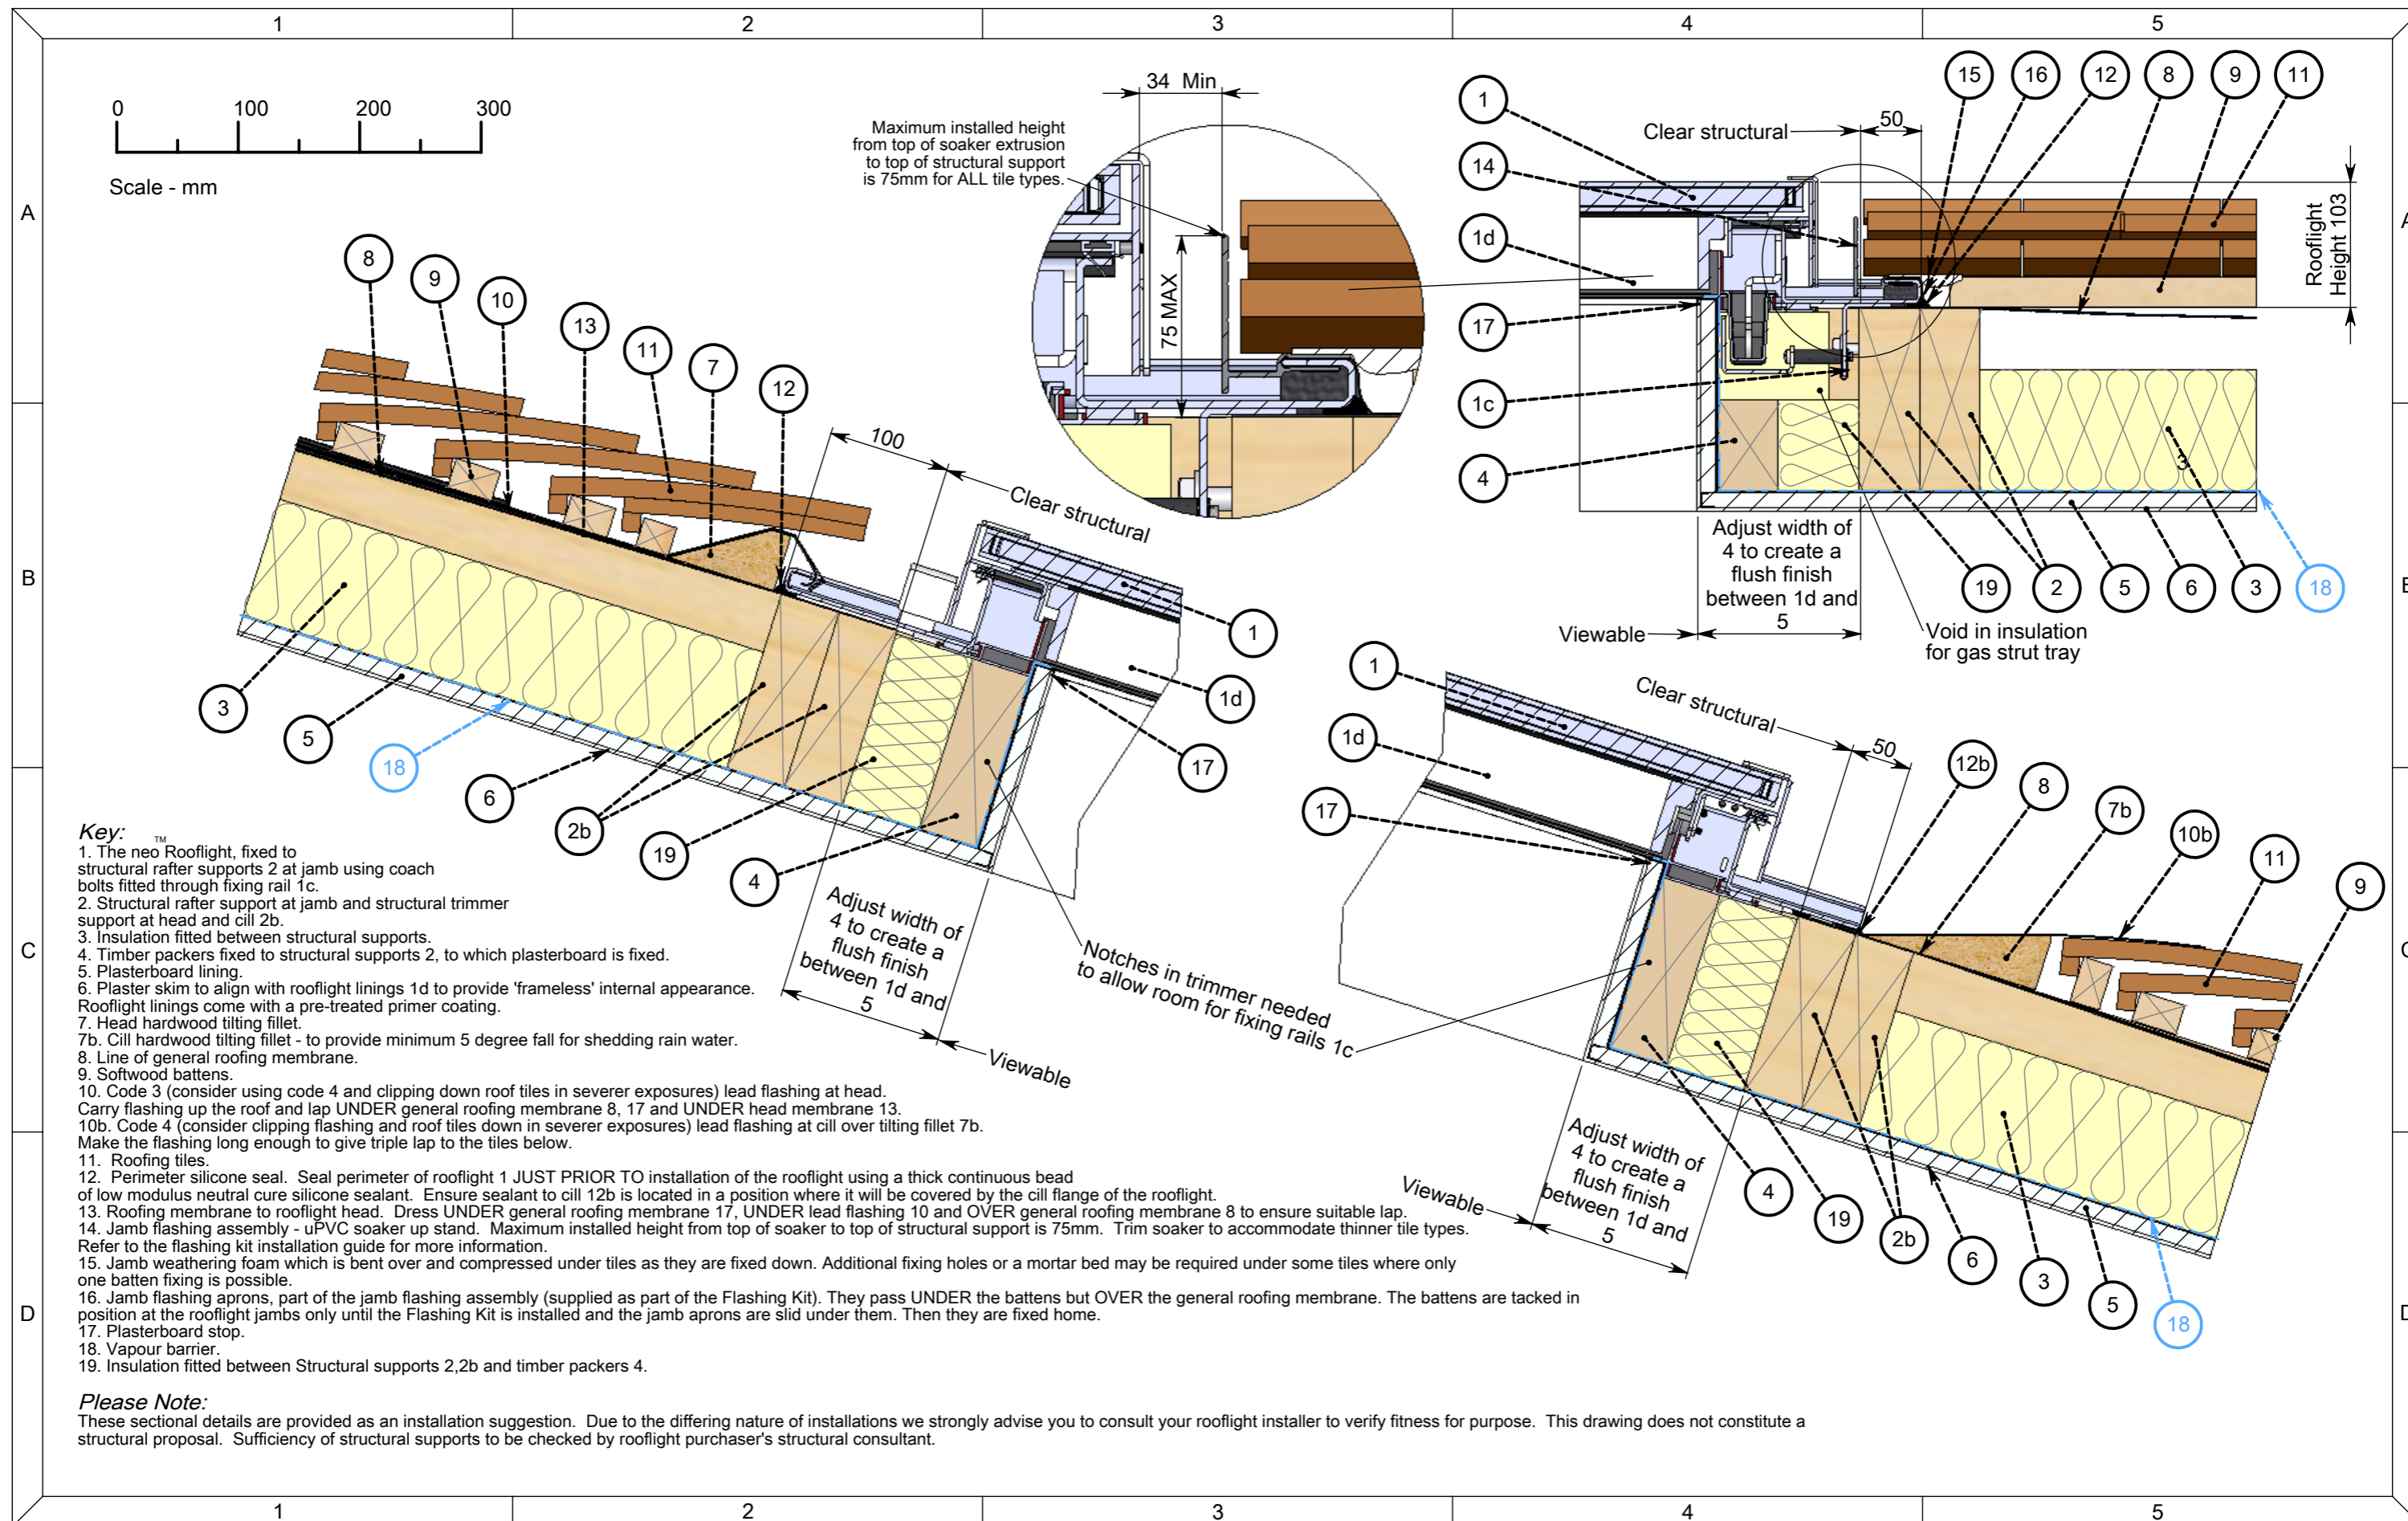 1 2 3 4 5
0 100 200 300
Scale - mm
34 Min
Maximum installed height
from top of soaker extrusion
to top of structural support
is 75mm for ALL tile types.
75 MAX
1
14
1d
17
1c
4
15
16
12
8
9
11
Clear structural
50
Rooflight
Height 103
3
Adjust width of
4 to create a
flush finish
between 1d and
5
Viewable
19
2
5
6
3
18
Void in insulation
for gas strut tray
A
A
B
B
C
C
D
D
8
9
10
13
11
7
12
100
Clear structural
1
1d
17
3
5
18
6
2b
19
4
Adjust width of
4 to create a
flush finish
between 1d and
5
Viewable
Notches in trimmer needed
to allow room for fixing rails 1c
1
1d
17
Clear structural
50
12b
8
7b
10b
11
9
Adjust width of
4 to create a
flush finish
between 1d and
5
Viewable
4
19
2b
6
3
5
18
Key:
TM
1. The neo Rooflight, fixed to
structural rafter supports 2 at jamb using coach
bolts fitted through fixing rail 1c.
2. Structural rafter support at jamb and structural trimmer
support at head and cill 2b.
3. Insulation fitted between structural supports.
4. Timber packers fixed to structural supports 2, to which plasterboard is fixed.
5. Plasterboard lining.
6. Plaster skim to align with rooflight linings 1d to provide 'frameless' internal appearance.
Rooflight linings come with a pre-treated primer coating.
7. Head hardwood tilting fillet.
7b. Cill hardwood tilting fillet - to provide minimum 5 degree fall for shedding rain water.
8. Line of general roofing membrane.
9. Softwood battens.
10. Code 3 (consider using code 4 and clipping down roof tiles in severer exposures) lead flashing at head.
Carry flashing up the roof and lap UNDER general roofing membrane 8, 17 and UNDER head membrane 13.
10b. Code 4 (consider clipping flashing and roof tiles down in severer exposures) lead flashing at cill over tilting fillet 7b.
Make the flashing long enough to give triple lap to the tiles below.
11. Roofing tiles.
12. Perimeter silicone seal. Seal perimeter of rooflight 1 JUST PRIOR TO installation of the rooflight using a thick continuous bead
of low modulus neutral cure silicone sealant. Ensure sealant to cill 12b is located in a position where it will be covered by the cill flange of the rooflight.
13. Roofing membrane to rooflight head. Dress UNDER general roofing membrane 17, UNDER lead flashing 10 and OVER general roofing membrane 8 to ensure suitable lap.
14. Jamb flashing assembly - uPVC soaker up stand. Maximum installed height from top of soaker to top of structural support is 75mm. Trim soaker to accommodate thinner tile types.
Refer to the flashing kit installation guide for more information.
15. Jamb weathering foam which is bent over and compressed under tiles as they are fixed down. Additional fixing holes or a mortar bed may be required under some tiles where only
one batten fixing is possible.
16. Jamb flashing aprons, part of the jamb flashing assembly (supplied as part of the Flashing Kit). They pass UNDER the battens but OVER the general roofing membrane. The battens are tacked in
position at the rooflight jambs only until the Flashing Kit is installed and the jamb aprons are slid under them. Then they are fixed home.
17. Plasterboard stop.
18. Vapour barrier.
19. Insulation fitted between Structural supports 2,2b and timber packers 4.
Please Note:
These sectional details are provided as an installation suggestion. Due to the differing nature of installations we strongly advise you to consult your rooflight installer to verify fitness for purpose. This drawing does not constitute a
structural proposal. Sufficiency of structural supports to be checked by rooflight purchaser's structural consultant.
1 2 3 4 5